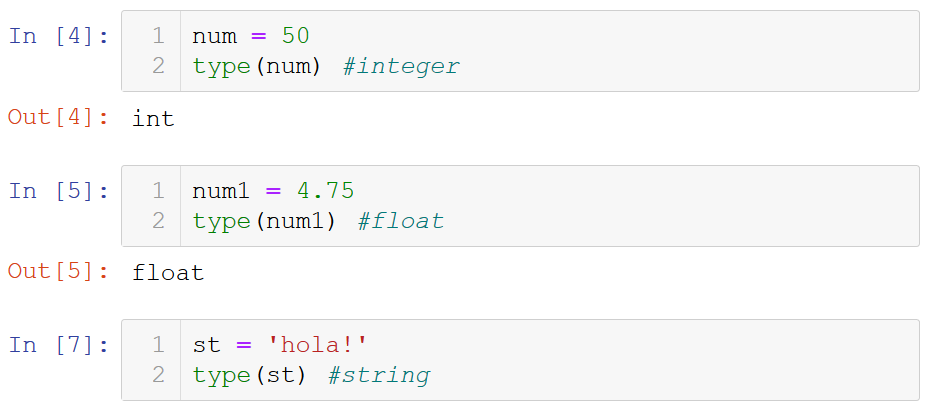 In [4]: 1 num = 50
2 type(num) #integer
Out[4]: int
In [5]: 1 num1 = 4.75
2 type(num1) #float
Out[5]: float
In [7]: 1 st = 'hola!'
2 type(st) #string